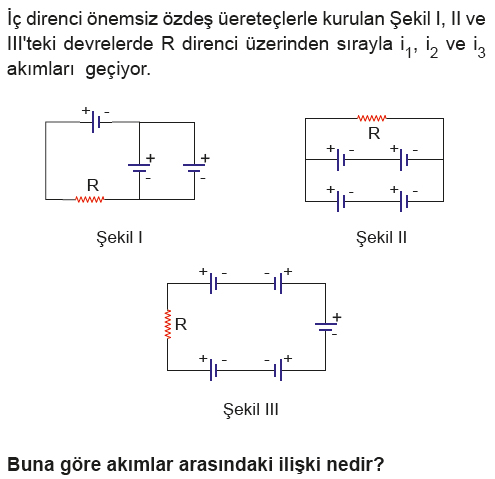 İç direnci önemsiz özdeş üereteçlerle kurulan Şekil I, II ve
III'teki devrelerde R direnci üzerinden sırayla i₁, i₂ ve i₃
akımları geçiyor.
+ -
+ +
- -
R
Şekil I
R
+ - + -
+ - + -
Şekil II
+ - - +
R
+
-
+ - - +
Şekil III
Buna göre akımlar arasındaki ilişki nedir?